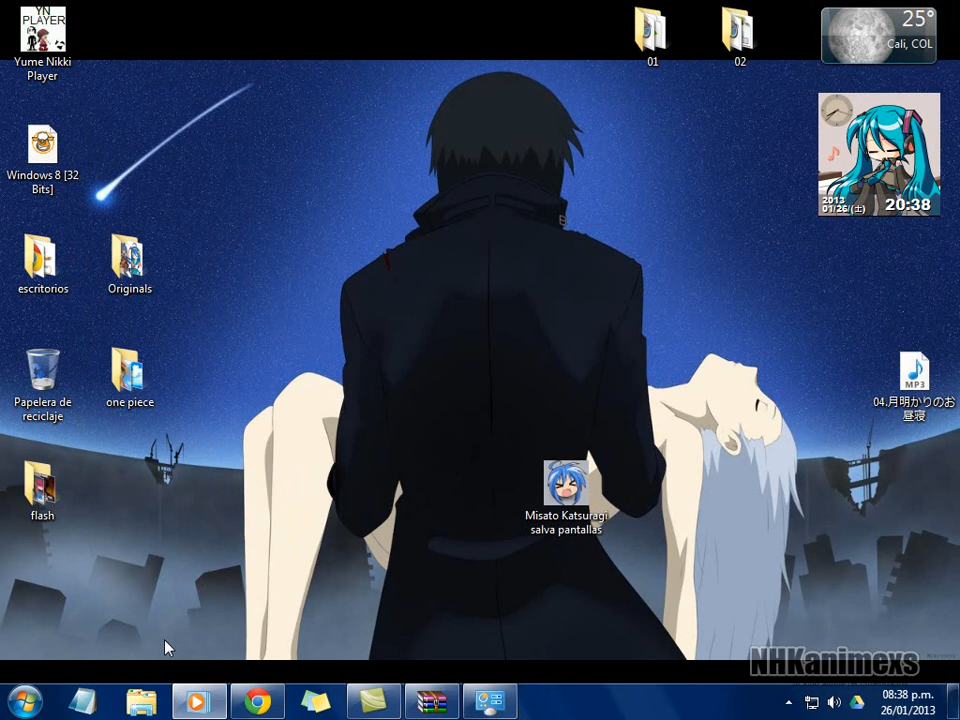 YN
PLAYER
Yume Nikki
Player
01
02
25°
Cali, COL
Windows 8 [32
Bits]
2013
01/26(土)
20:38
escritorios
Originals
Papelera de
reciclaje
one piece
MP3
04.月明かりのお
昼寝
flash
Misato Katsuragi
salva pantallas
NHKanimexs
08:38 p.m.
26/01/2013